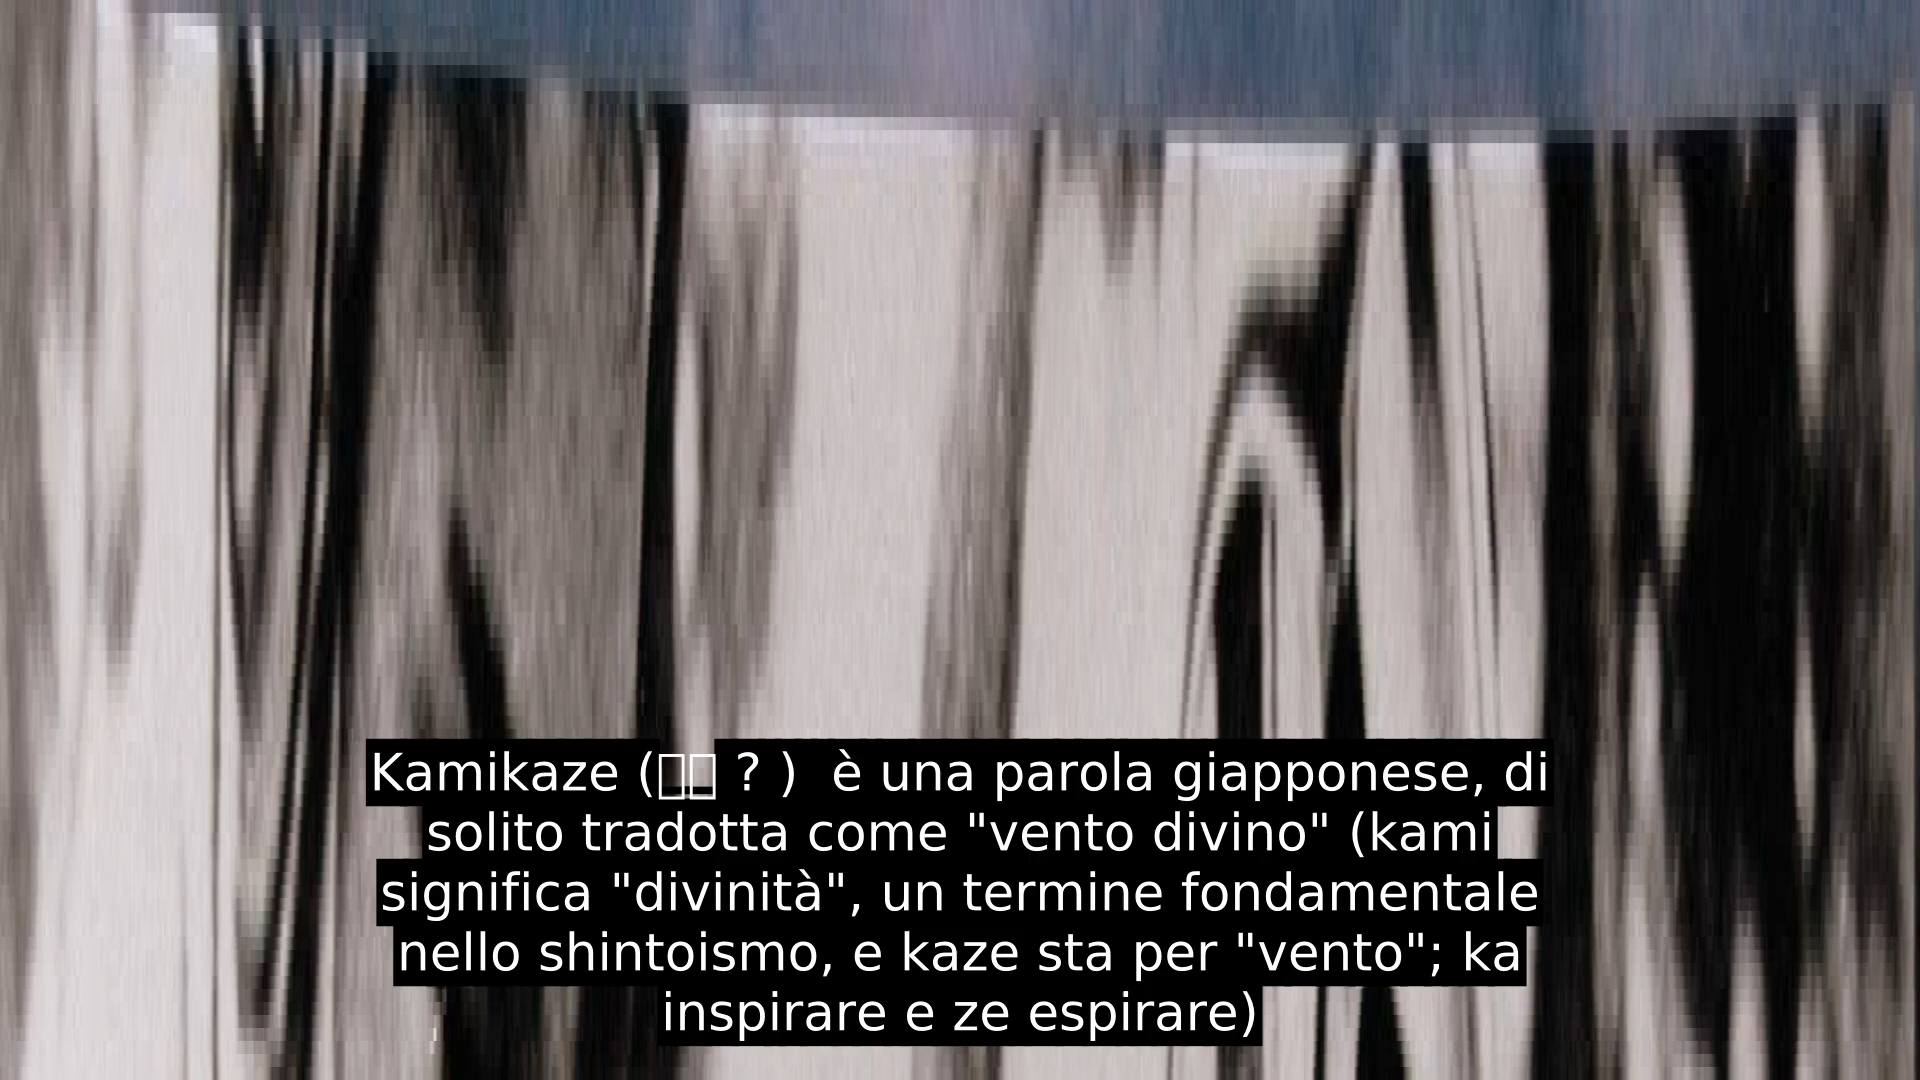 Kamikaze (□□ ? )  è una parola giapponese, di
solito tradotta come "vento divino" (kami
significa "divinità", un termine fondamentale
nello shintoismo, e kaze sta per "vento"; ka
inspirare e ze espirare)